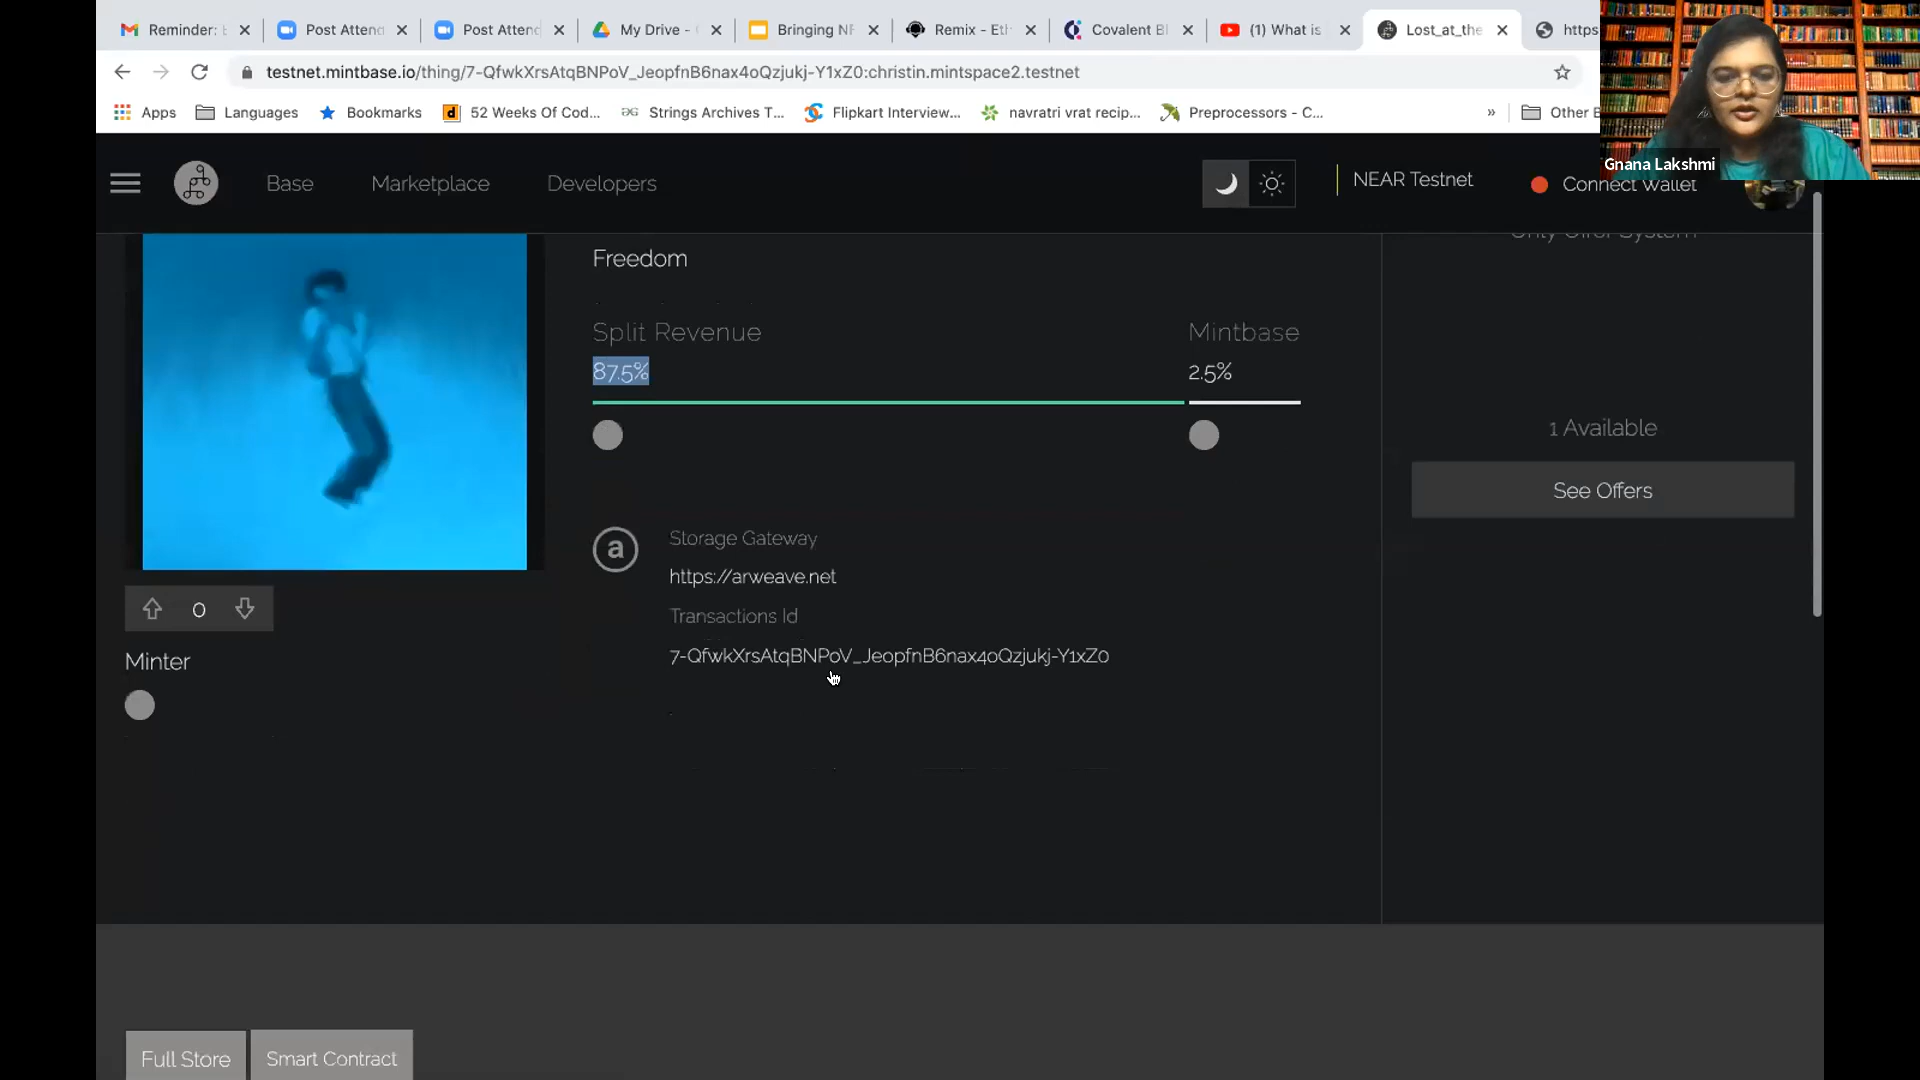 Reminder:
Post Attend
Post Attend
My Drive -
Bringing NF
Remix - Eth
Covalent Bl
(1) What is
Lost_at_the
https
testnet.mintbase.io/thing/7-QfwkXrsAtqBNPoV_JeopfnB6nax4oQzjukj-Y1xZ0:christin.mintspace2.testnet
Apps
Languages
Bookmarks
52 Weeks Of Cod...
Strings Archives T...
Flipkart Interview...
navratri vrat recip...
Preprocessors - C...
»
Other B
Gnana Lakshmi
Base
Marketplace
Developers
NEAR Testnet
Connect Wallet
Only Offer System
Freedom
Split Revenue
87.5%
Mintbase
2.5%
1 Available
See Offers
a
Storage Gateway
https://arweave.net
Transactions Id
7-QfwkXrsAtqBNPoV_JeopfnB6nax4oQzjukj-Y1xZ0
0
Minter
Full Store
Smart Contract